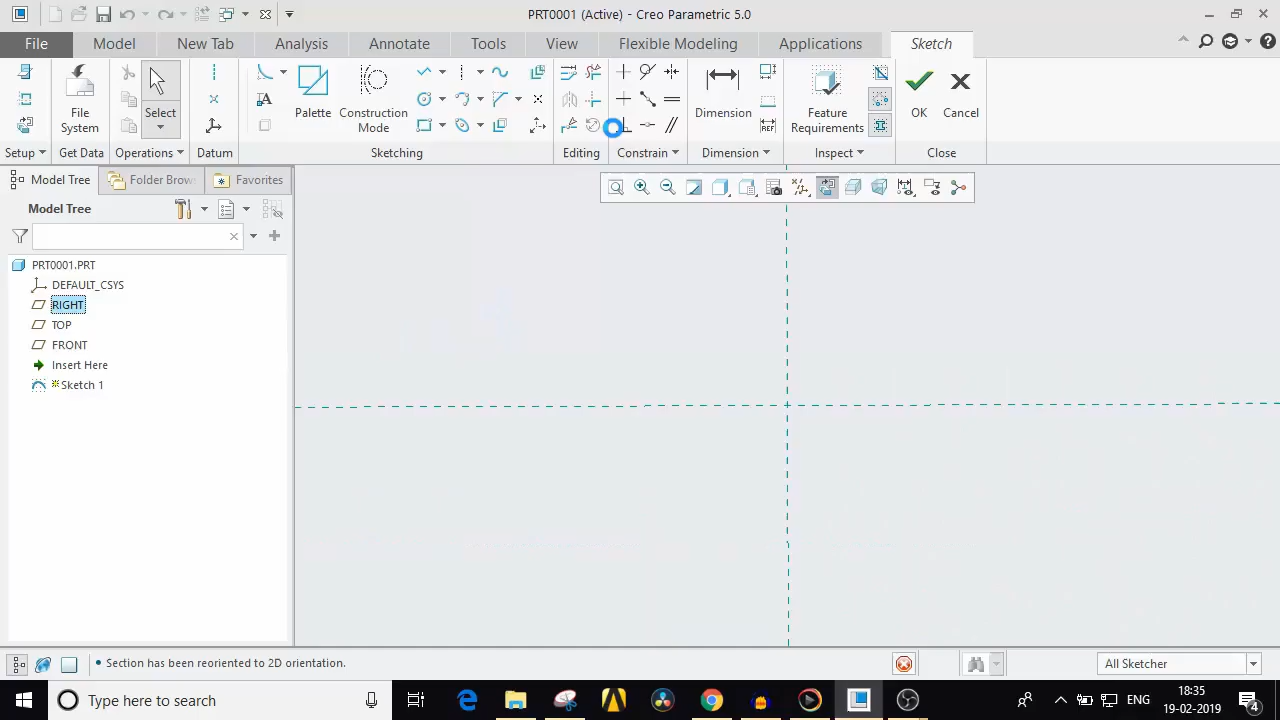 PRT0001 (Active) - Creo Parametric 5.0
File Model New Tab Analysis Annotate Tools View Flexible Modeling Applications Sketch
File System
Select
Palette
Construction Mode
Dimension
Feature Requirements
OK
Cancel
Setup Get Data Operations Datum Sketching Editing Constrain Dimension Inspect Close
Model Tree Folder Brow Favorites
Model Tree
PRT0001.PRT
DEFAULT_CSYS
RIGHT
TOP
FRONT
Insert Here
Sketch 1
• Section has been reoriented to 2D orientation.
All Sketcher
Type here to search
ENG
18:35
19-02-2019
4